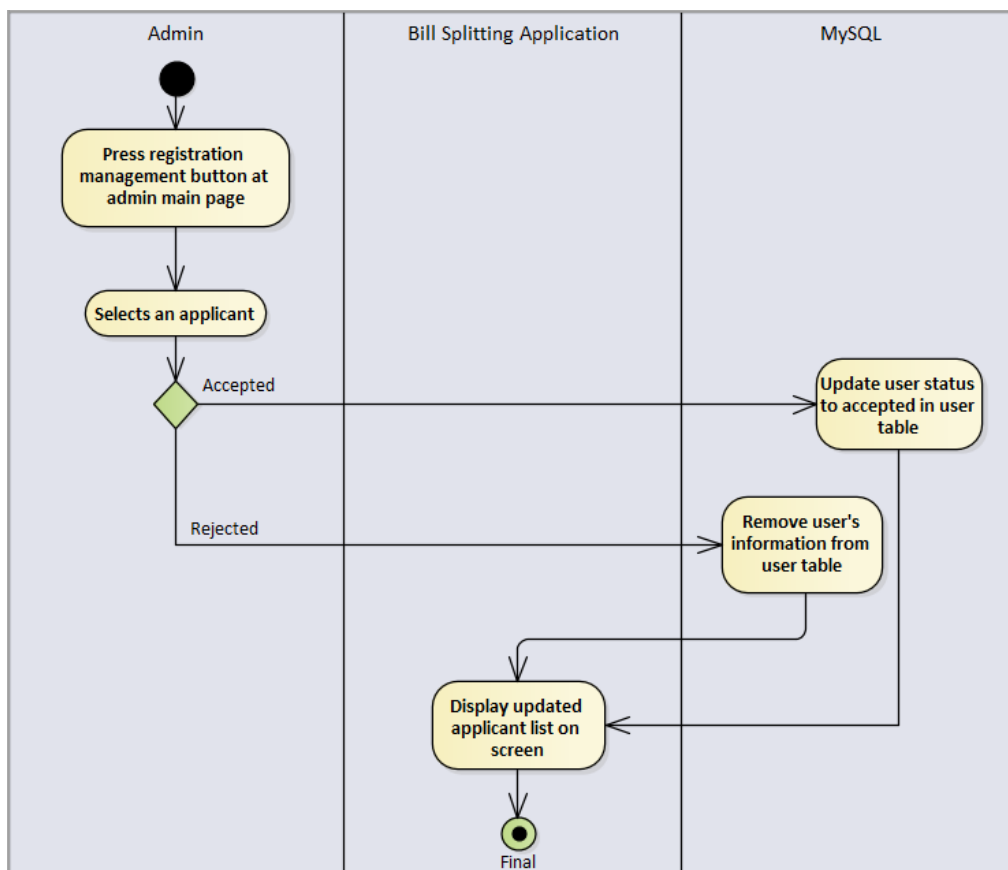 Admin
Bill Splitting Application
MySQL
Press registration
management button at
admin main page
Selects an applicant
Accepted
Update user status
to accepted in user
table
Rejected
Remove user's
information from
user table
Display updated
applicant list on
screen
Final